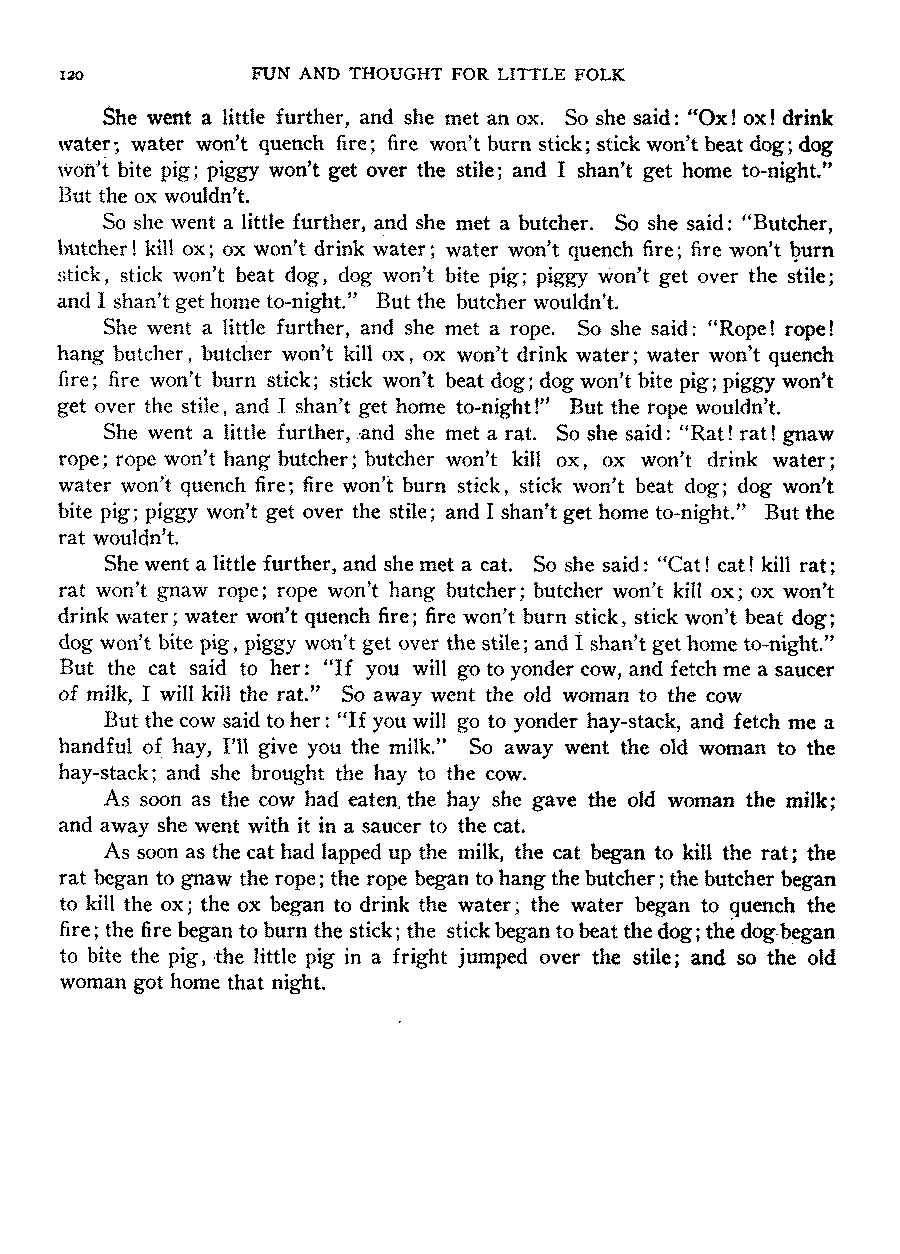 120 FUN AND THOUGHT FOR LITTLE FOLK
She went a little further, and she met an ox. So she said: "Ox! ox! drink
water; water won't quench fire; fire won't burn stick; stick won't beat dog; dog
won't bite pig; piggy won't get over the stile; and I shan't get home to-night."
But the ox wouldn't.
So she went a little further, and she met a butcher. So she said: "Butcher,
butcher! kill ox; ox won't drink water; water won't quench fire; fire won't burn
stick, stick won't beat dog, dog won't bite pig; piggy won't get over the stile;
and I shan't get home to-night." But the butcher wouldn't.
She went a little further, and she met a rope. So she said: "Rope! rope!
hang butcher, butcher won't kill ox, ox won't drink water; water won't quench
fire; fire won't burn stick; stick won't beat dog; dog won't bite pig; piggy won't
get over the stile, and I shan't get home to-night!" But the rope wouldn't.
She went a little further, and she met a rat. So she said: "Rat! rat! gnaw
rope; rope won't hang butcher; butcher won't kill ox, ox won't drink water;
water won't quench fire; fire won't burn stick, stick won't beat dog; dog won't
bite pig; piggy won't get over the stile; and I shan't get home to-night." But the
rat wouldn't.
She went a little further, and she met a cat. So she said: "Cat! cat! kill rat;
rat won't gnaw rope; rope won't hang butcher; butcher won't kill ox; ox won't
drink water; water won't quench fire; fire won't burn stick, stick won't beat dog;
dog won't bite pig, piggy won't get over the stile; and I shan't get home to-night."
But the cat said to her: "If you will go to yonder cow, and fetch me a saucer
of milk, I will kill the rat." So away went the old woman to the cow
But the cow said to her: "If you will go to yonder hay-stack, and fetch me a
handful of hay, I'll give you the milk." So away went the old woman to the
hay-stack; and she brought the hay to the cow.
As soon as the cow had eaten the hay she gave the old woman the milk;
and away she went with it in a saucer to the cat.
As soon as the cat had lapped up the milk, the cat began to kill the rat; the
rat began to gnaw the rope; the rope began to hang the butcher; the butcher began
to kill the ox; the ox began to drink the water; the water began to quench the
fire; the fire began to burn the stick; the stick began to beat the dog; the dog began
to bite the pig, the little pig in a fright jumped over the stile; and so the old
woman got home that night.